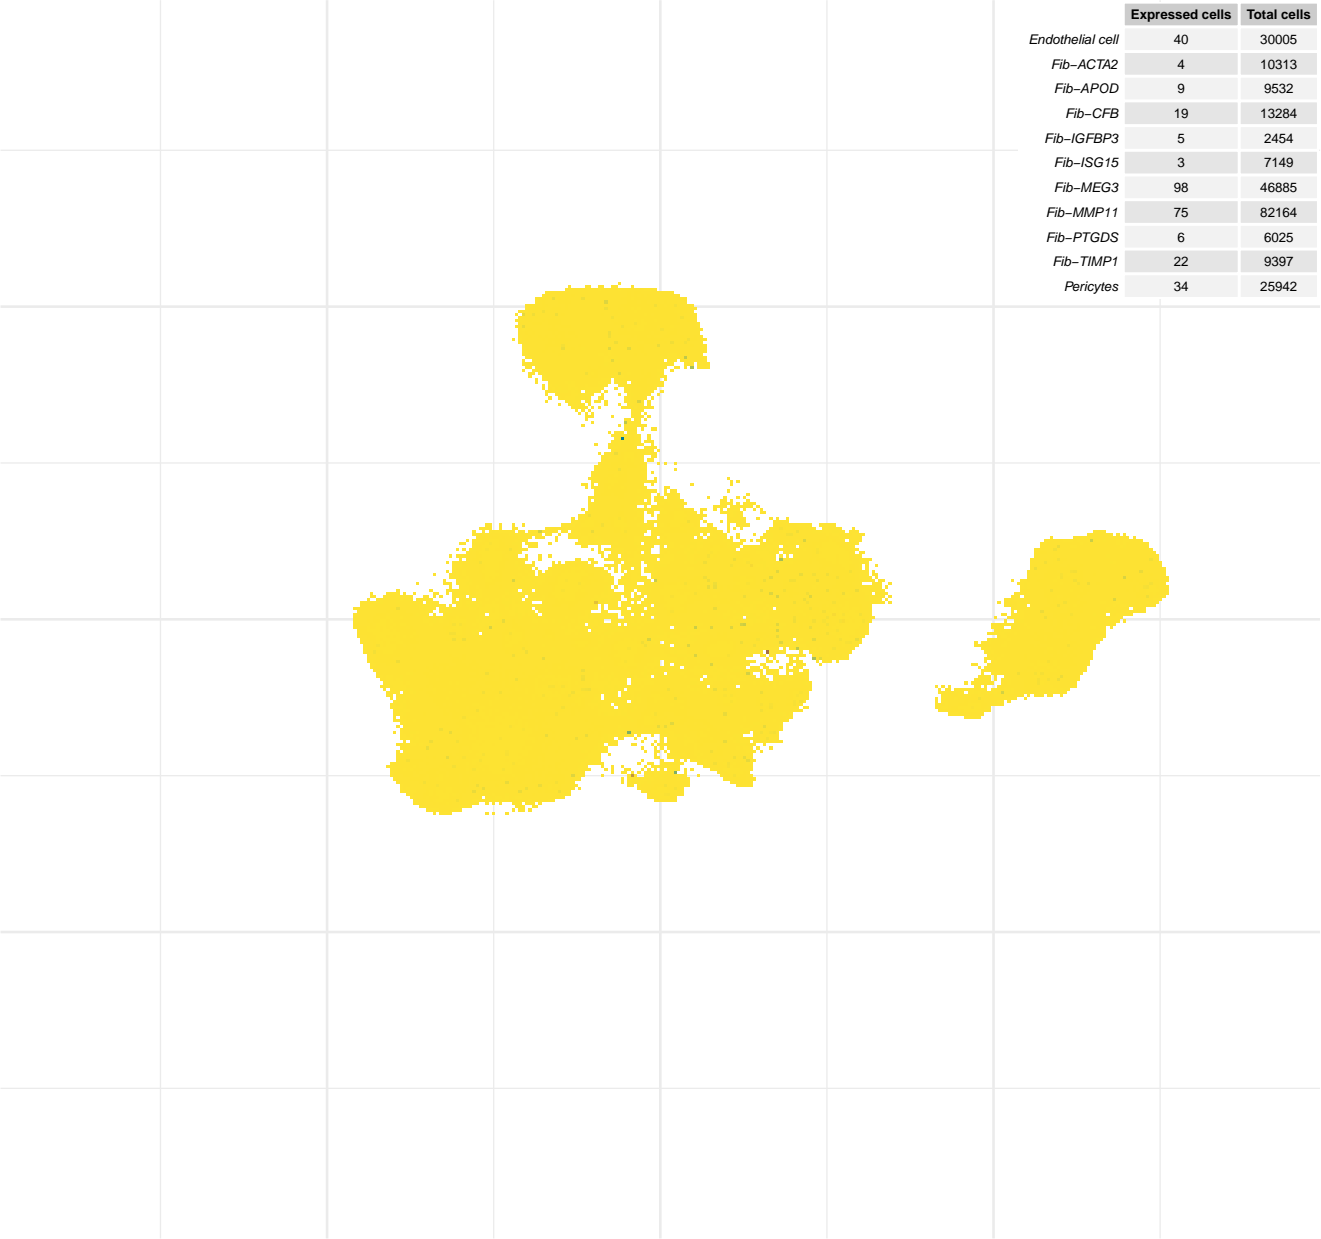 Expressed cells Total cells
Endothelial cell 40 30005
Fib−ACTA2 4 10313
Fib−APOD 9 9532
Fib−CFB 19 13284
Fib−IGFBP3 5 2454
Fib−ISG15 3 7149
Fib−MEG3 98 46885
Fib−MMP11 75 82164
Fib−PTGDS 6 6025
Fib−TIMP1 22 9397
Pericytes 34 25942